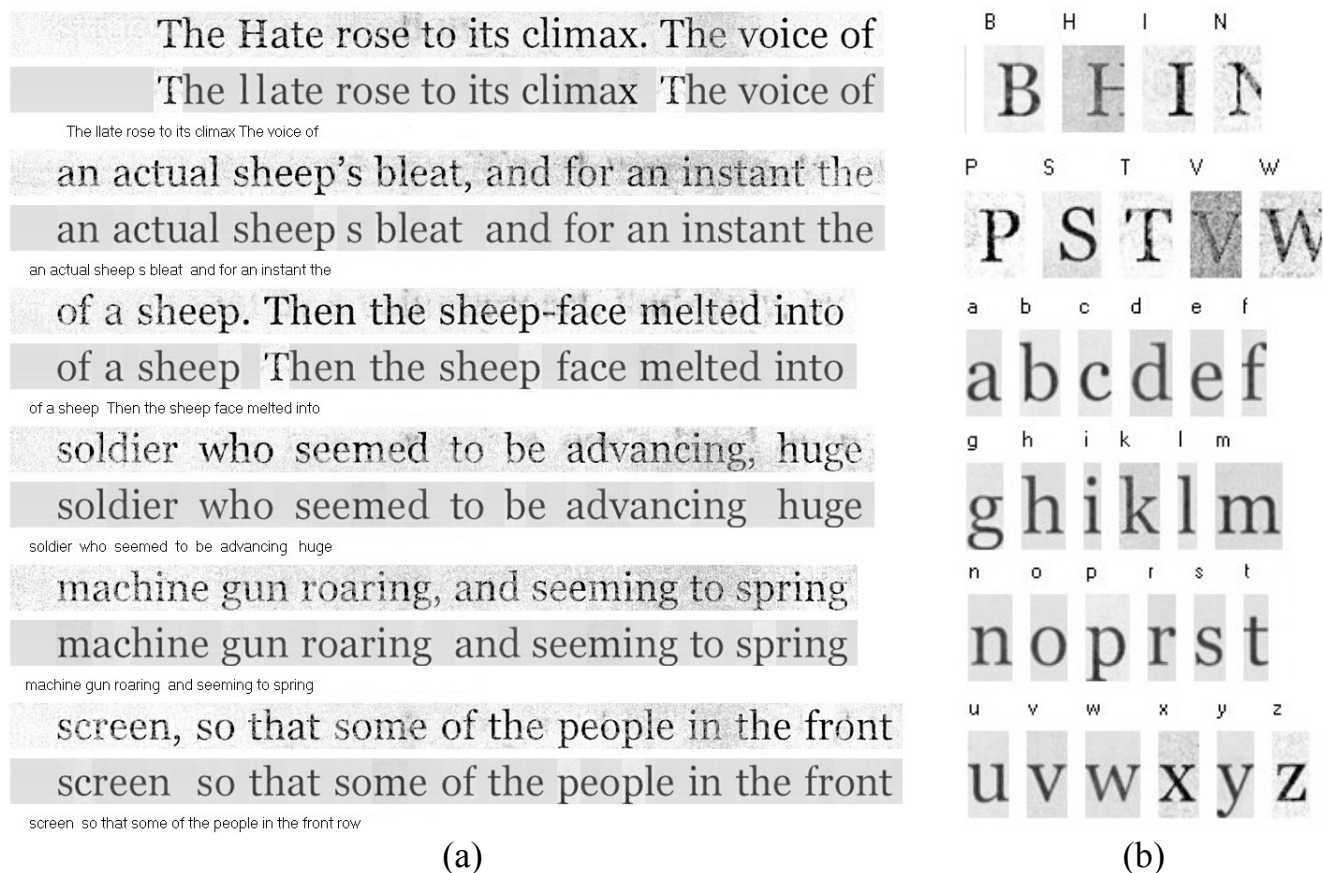 The Hate rose to its climax. The voice of
The llate rose to its climax  The voice of
The llate rose to its climax The voice of
an actual sheep's bleat, and for an instant the
an actual sheep s bleat  and for an instant the
an actual sheep s bleat  and for an instant the
of a sheep. Then the sheep-face melted into
of a sheep  Then the sheep face melted into
of a sheep  Then the sheep face melted into
soldier who seemed to be advancing, huge
soldier who seemed to be advancing  huge
soldier who seemed to be advancing  huge
machine gun roaring, and seeming to spring
machine gun roaring  and seeming to spring
machine gun roaring  and seeming to spring
screen, so that some of the people in the front
screen  so that some of the people in the front
screen  so that some of the people in the front row
(a)
B H I N
B H I N
P S T V W
P S T V W
a b c d e f
a b c d e f
g h i k l m
g h i k l m
n o p r s t
n o p r s t
u v w x y z
u v w x y z
(b)